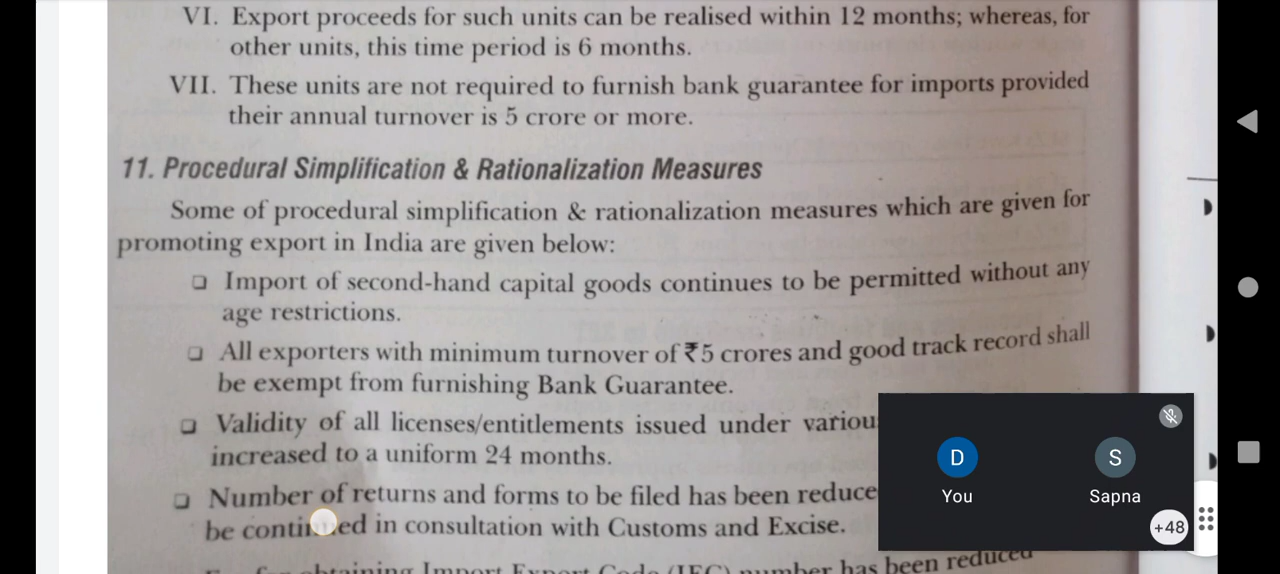 VI. Export proceeds for such units can be realised within 12 months; whereas, for
other units, this time period is 6 months.
VII. These units are not required to furnish bank guarantee for imports provided
their annual turnover is 5 crore or more.
11. Procedural Simplification & Rationalization Measures
Some of procedural simplification & rationalization measures which are given for
promoting export in India are given below:
❑ Import of second-hand capital goods continues to be permitted without any
age restrictions.
❑ All exporters with minimum turnover of ₹5 crores and good track record shall
be exempt from furnishing Bank Guarantee.
❑ Validity of all licenses/entitlements issued under
increased to a uniform 24 months.
❑ Number of returns and forms to be filed has been
be in consultation with Customs and Excise.
obtaining Import Export Code (IEC) number has been reduced
D
You
S
Sapna
+48